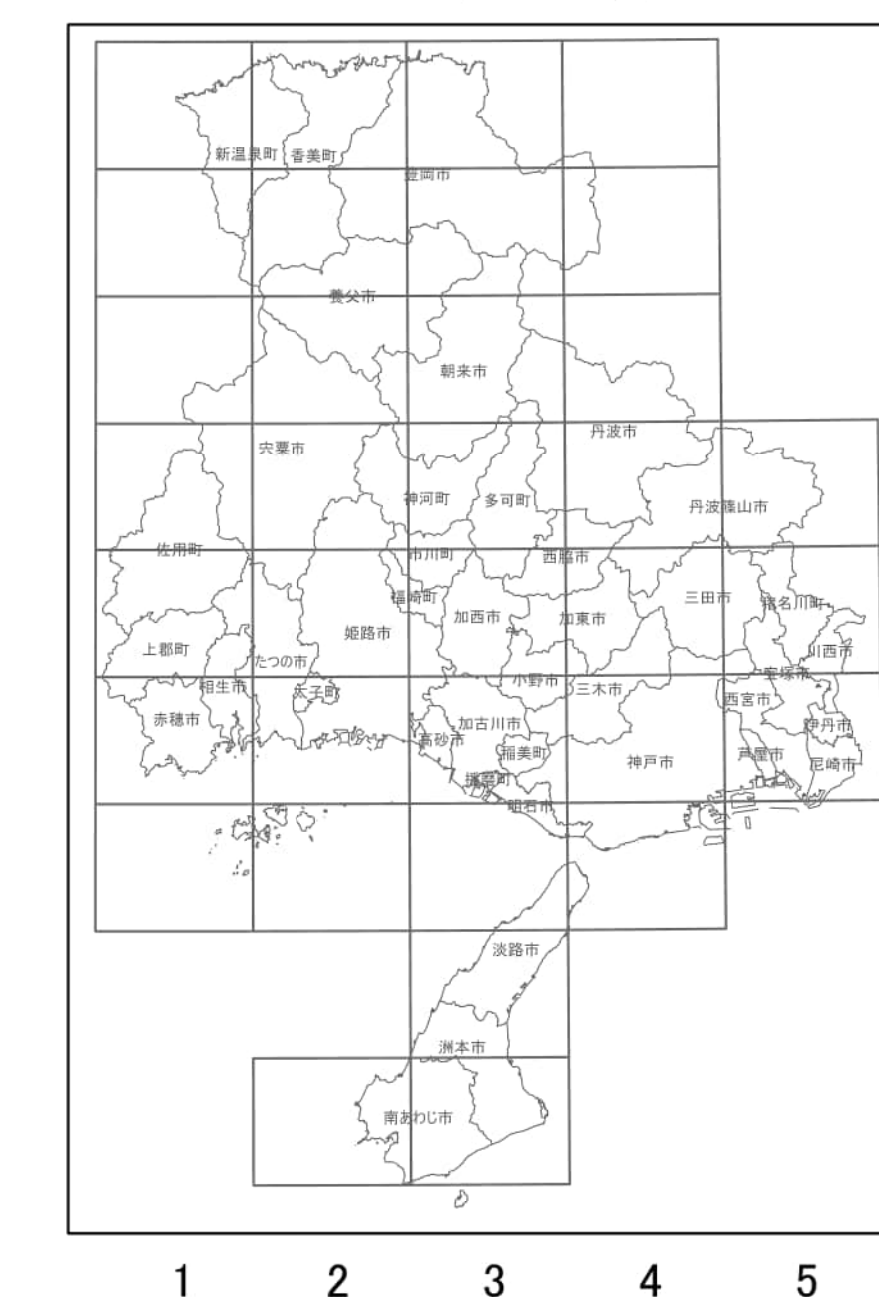 新温泉町
香美町
豊岡市
養父市
朝来市
丹波市
宍粟市
神河町
多可町
丹波篠山市
佐用町
市川町
西脇市
福崎町
加西市
加東市
三田市
猪名川町
姫路市
上郡町
たつの市
川西市
宝塚市
相生市
太子町
小野市
三木市
西宮市
赤穂市
加古川市
高砂市
伊丹市
稲美町
神戸市
芦屋市
尼崎市
播磨町
明石市
淡路市
洲本市
南あわじ市
1 2 3 4 5